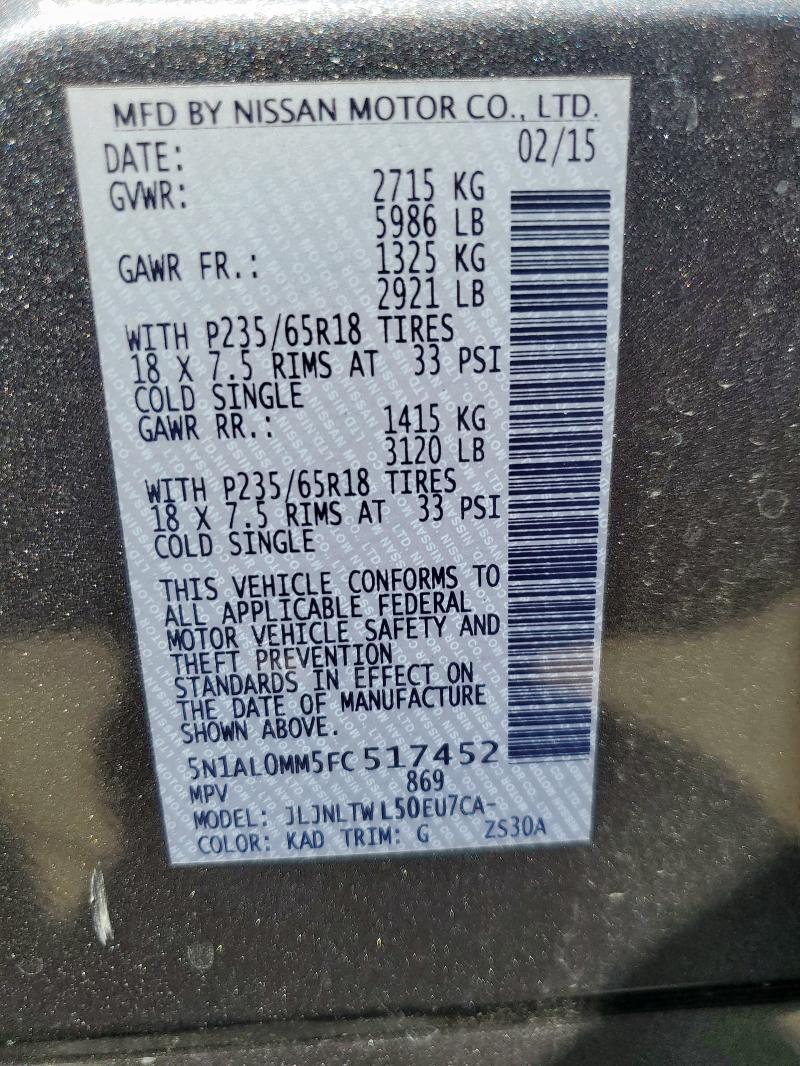 MFD BY NISSAN MOTOR CO., LTD.
DATE: 02/15
GVWR: 2715 KG
5986 LB
GAWR FR.: 1325 KG
2921 LB
WITH P235/65R18 TIRES
18 X 7.5 RIMS AT 33 PSI
COLD SINGLE
GAWR RR.: 1415 KG
3120 LB
WITH P235/65R18 TIRES
18 X 7.5 RIMS AT 33 PSI
COLD SINGLE
THIS VEHICLE CONFORMS TO
ALL APPLICABLE FEDERAL
MOTOR VEHICLE SAFETY AND
THEFT PREVENTION
STANDARDS IN EFFECT ON
THE DATE OF MANUFACTURE
SHOWN ABOVE.
5N1AL0MM5FC517452
MPV 869
MODEL: JLJNLTWL50EU7CA-
COLOR: KAD TRIM: G ZS30A